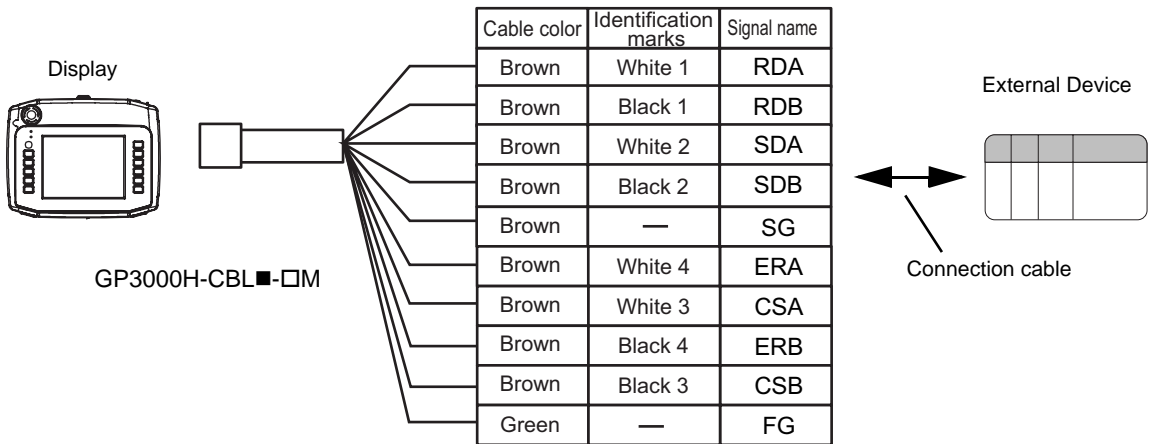 Cable color Identification marks Signal name
Display
Brown White 1 RDA
External Device
Brown Black 1 RDB
Brown White 2 SDA
Brown Black 2 SDB
Brown — SG
GP3000H-CBL■-□M
Brown White 4 ERA
Connection cable
Brown White 3 CSA
Brown Black 4 ERB
Brown Black 3 CSB
Green — FG